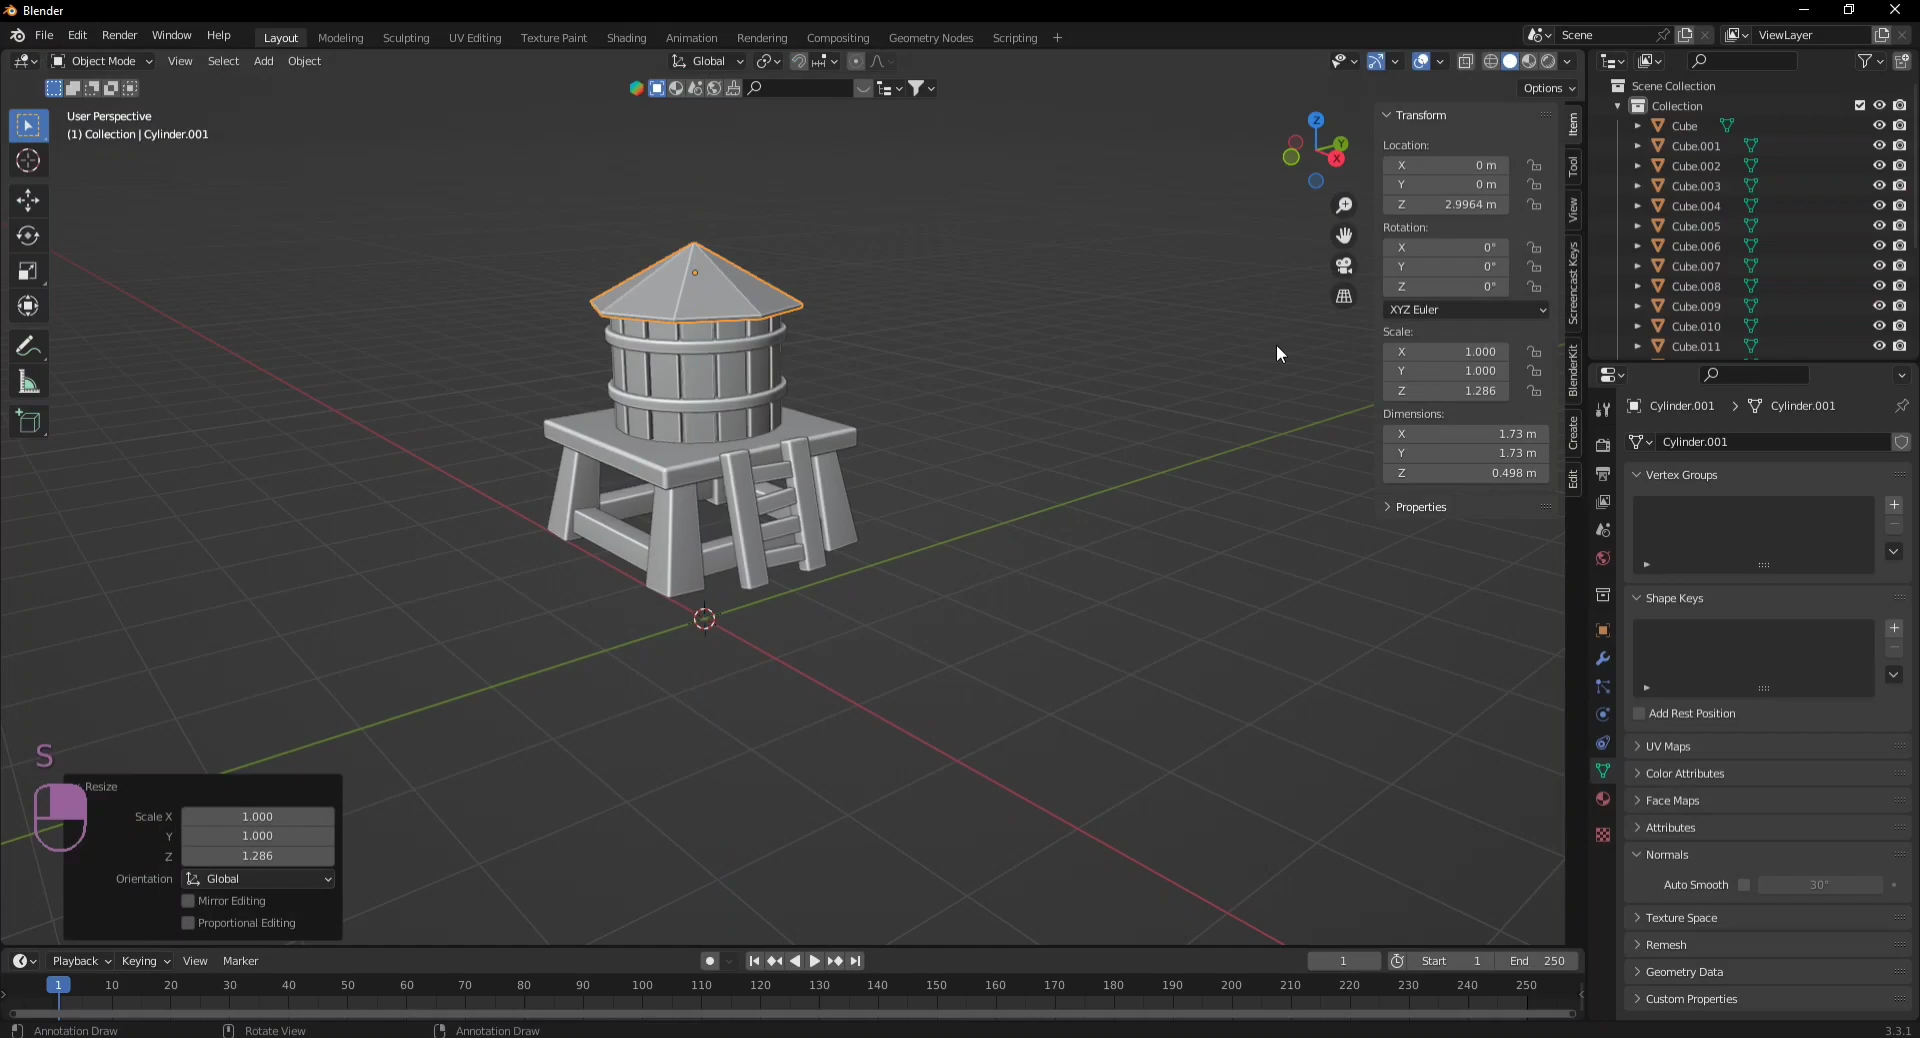 Blender
File Edit Render Window Help Layout Modeling Sculpting UV Editing Texture Paint Shading Animation Rendering Compositing Geometry Nodes Scripting + Scene ViewLayer
Object Mode View Select Add Object Global
Options
User Perspective
(1) Collection | Cylinder.001
Z
Y
X
Transform
Location:
X 0 m
Y 0 m
Z 2.9964 m
Rotation:
X 0°
Y 0°
Z 0°
XYZ Euler
Scale:
X 1.000
Y 1.000
Z 1.286
Dimensions:
X 1.73 m
Y 1.73 m
Z 0.498 m
Properties
Item
Tool
View
Screencast Keys
BlenderKit
Create
Edit
Scene Collection
Collection
Cube
Cube.001
Cube.002
Cube.003
Cube.004
Cube.005
Cube.006
Cube.007
Cube.008
Cube.009
Cube.010
Cube.011
Cylinder.001 Cylinder.001
Cylinder.001
Vertex Groups
Shape Keys
Add Rest Position
UV Maps
Color Attributes
Face Maps
Attributes
Normals
Auto Smooth 30°
Texture Space
Remesh
Geometry Data
Custom Properties
S
Resize
Scale X 1.000
Y 1.000
Z 1.286
Orientation Global
Mirror Editing
Proportional Editing
Playback Keying View Marker 1 Start 1 End 250
1 10 20 30 40 50 60 70 80 90 100 110 120 130 140 150 160 170 180 190 200 210 220 230 240 250
Annotation Draw Rotate View Annotation Draw 3.3.1